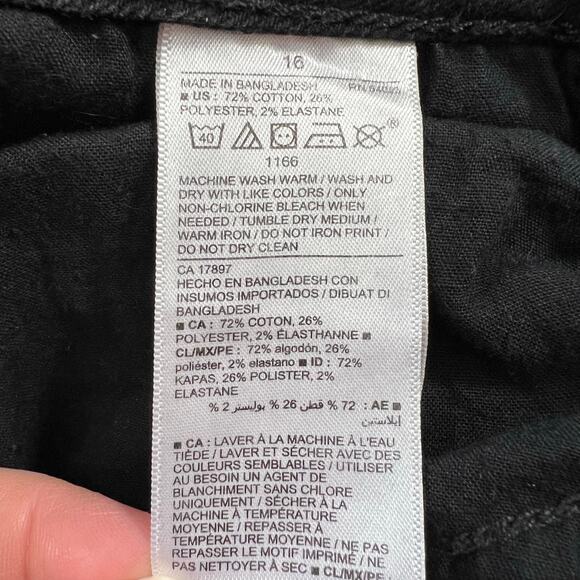 16
MADE IN BANGLADESH
■ US : 72% COTTON, 26%
POLYESTER, 2% ELASTANE
40 ®
1166
MACHINE WASH WARM / WASH AND
DRY WITH LIKE COLORS / ONLY
NON-CHLORINE BLEACH WHEN
NEEDED / TUMBLE DRY MEDIUM /
WARM IRON / DO NOT IRON PRINT /
DO NOT DRY CLEAN
CA 17897
HECHO EN BANGLADESH CON
INSUMOS IMPORTADOS / DIBUAT DI
BANGLADESH
■ CA : 72% COTON, 26%
POLYESTER, 2% ÉLASTHANNE ■
CL/MX/PE : 72% algodón, 26%
poliéster, 2% elastano ■ ID : 72%
KAPAS, 26% POLISTER, 2%
ELASTANE
■ AE : 72 % قطن 26 % بوليستر 2 %
إيلاستين
■ CA : LAVER À LA MACHINE À L'EAU
TIÈDE / LAVER ET SÉCHER AVEC DES
COULEURS SEMBLABLES / UTILISER
AU BESOIN UN AGENT DE
BLANCHIMENT SANS CHLORE
UNIQUEMENT / SÉCHER À LA
MACHINE À TEMPÉRATURE
MOYENNE / REPASSER À
TEMPÉRATURE MOYENNE / NE PAS
REPASSER LE MOTIF IMPRIMÉ / NE
PAS NETTOYER À SEC ■ CL/MX/PE :